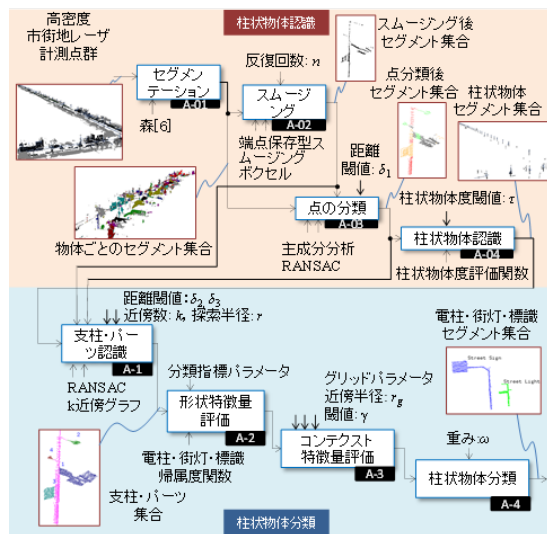 柱状物体認識
高密度
市街地レーザ
計測点群
セグメン
テーション
A-01
森[6]
反復回数: n
スムージ
ング
A-02
端点保存型ス
ムージング
ボクセル
スムージング後
セグメント集合
点分類後
セグメント集合
柱状物体
セグメント集合
物体ごとのセグメント集合
距離
閾値: δ1
点の分類
A-03
主成分分析
RANSAC
柱状物体度閾値: τ
柱状物体認識
A-04
柱状物体度評価関数
距離閾値: δ2, δ3
近傍数: k, 探索半径: r
支柱・パー
ツ認識
A-1
RANSAC
k近傍グラフ
支柱・パーツ
集合
分類指標パラメータ
形状特徴量
評価
A-2
電柱・街灯・標識
帰属度関数
グリッドパラメータ
近傍半径: rg
閾値: γ
コンテクスト
特徴量評価
A-3
電柱・街灯・標識
セグメント集合
Street Sign
Street Light
重み:ω
柱状物体分類
A-4
柱状物体分類